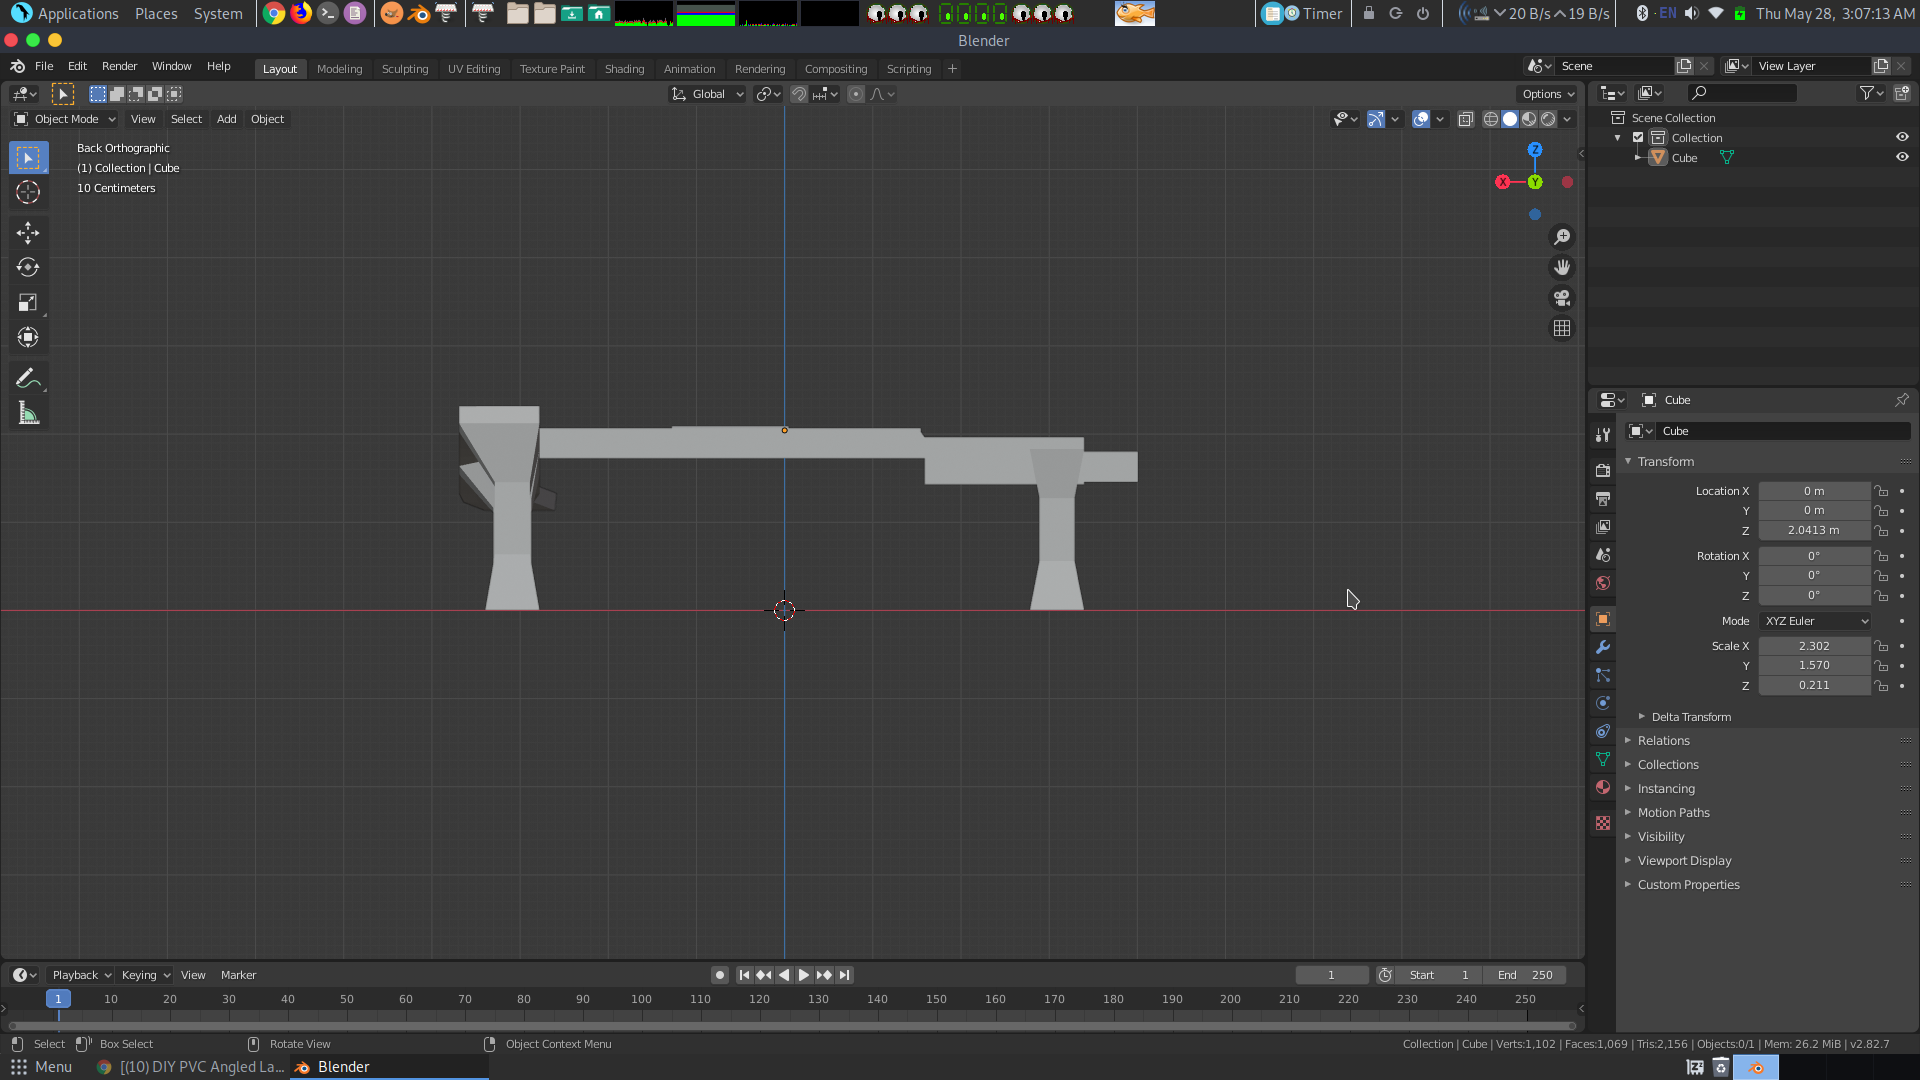 Applications Places System Timer 20 B/s 19 B/s EN Thu May 28, 3:07:13 AM
Blender
File Edit Render Window Help Layout Modeling Sculpting UV Editing Texture Paint Shading Animation Rendering Compositing Scripting + Scene View Layer
Global Options
Object Mode View Select Add Object
Back Orthographic
(1) Collection | Cube
10 Centimeters
Z
X Y
Scene Collection
Collection
Cube
Cube
Cube
Transform
Location X 0 m
Y 0 m
Z 2.0413 m
Rotation X 0°
Y 0°
Z 0°
Mode XYZ Euler
Scale X 2.302
Y 1.570
Z 0.211
Delta Transform
Relations
Collections
Instancing
Motion Paths
Visibility
Viewport Display
Custom Properties
Playback Keying View Marker 1 Start 1 End 250
1 10 20 30 40 50 60 70 80 90 100 110 120 130 140 150 160 170 180 190 200 210 220 230 240 250
Select Box Select Rotate View Object Context Menu Collection | Cube | Verts:1,102 | Faces:1,069 | Tris:2,156 | Objects:0/1 | Mem: 26.2 MiB | v2.82.7
Menu [(10) DIY PVC Angled La... Blender